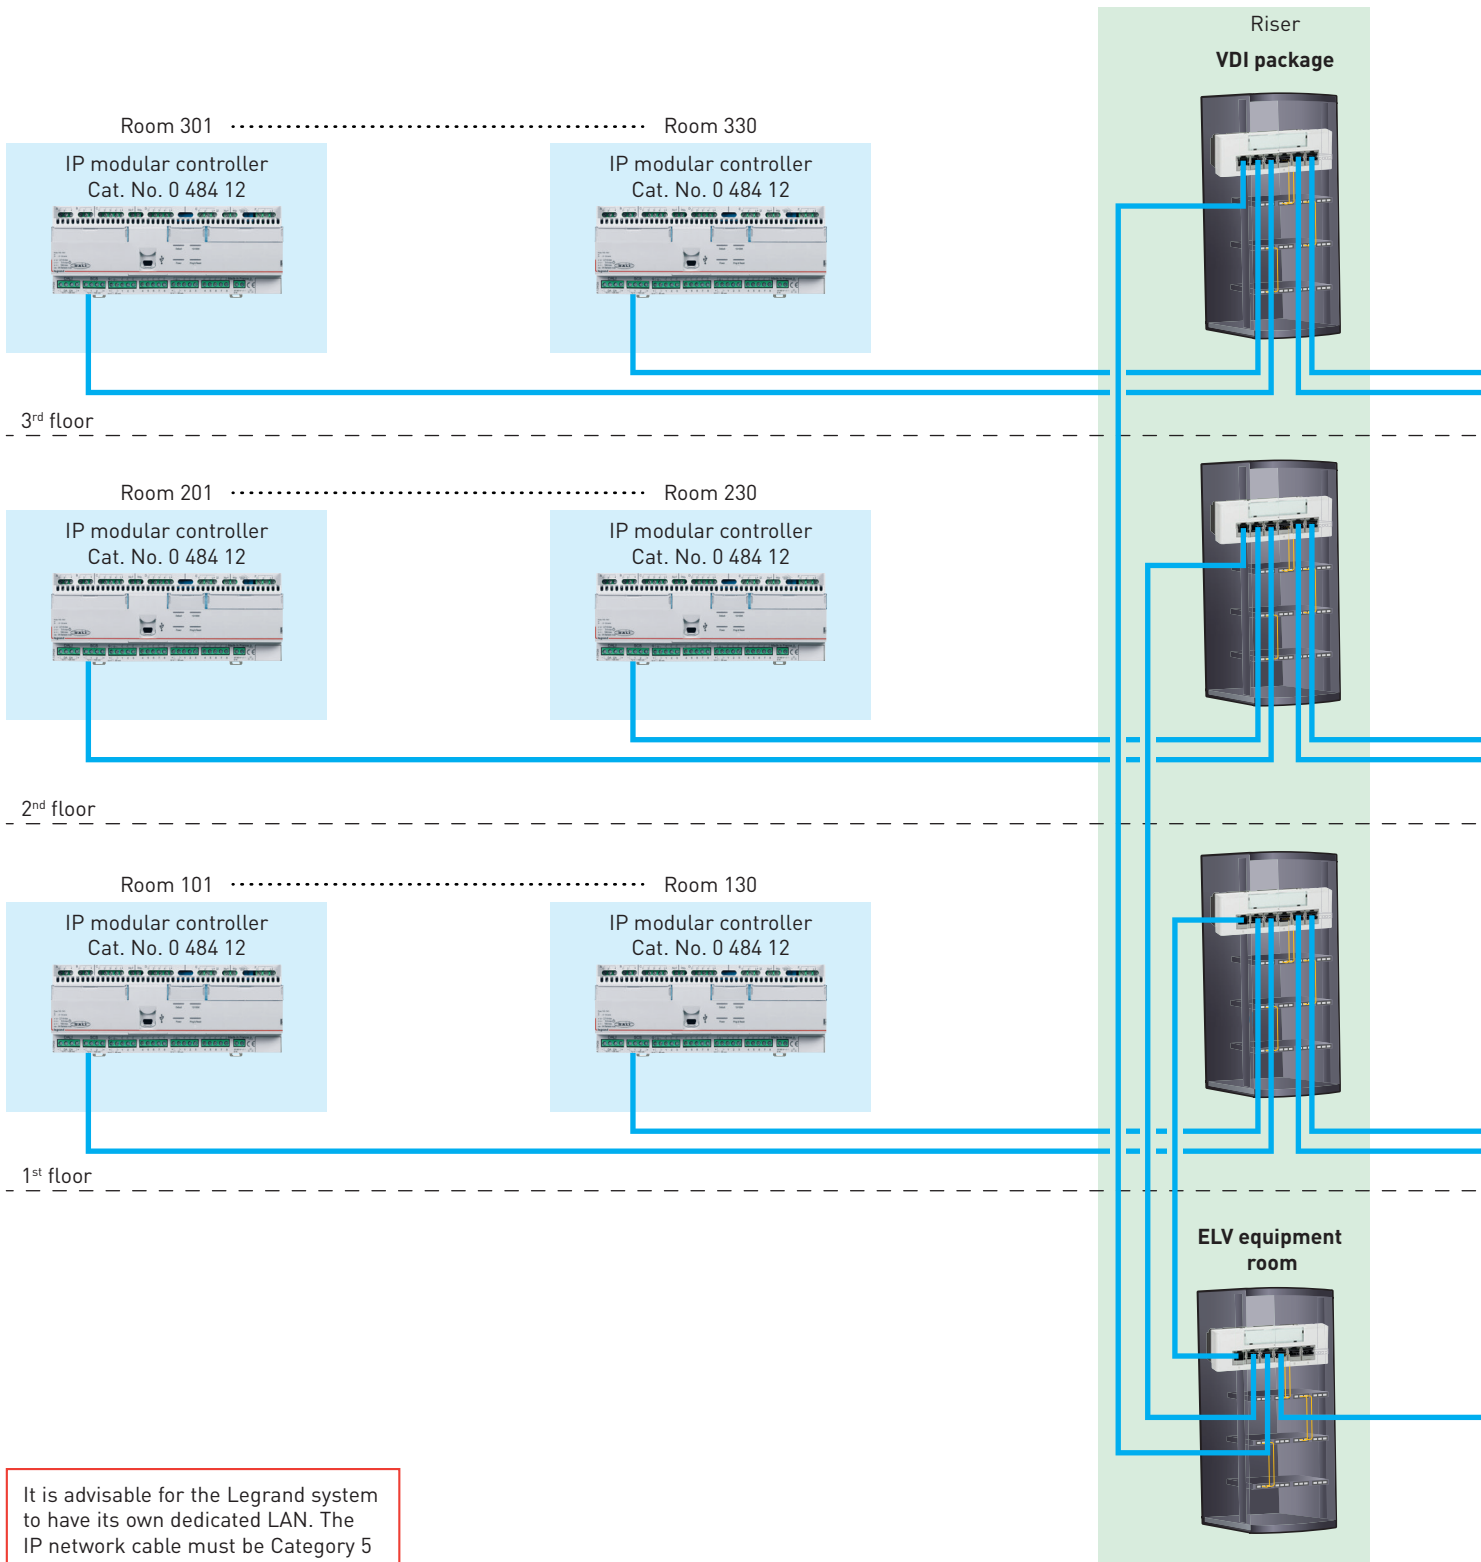 Riser
VDI package
Room 301 Room 330
IP modular controller
Cat. No. 0 484 12
IP modular controller
Cat. No. 0 484 12
3rd floor
Room 201 Room 230
IP modular controller
Cat. No. 0 484 12
IP modular controller
Cat. No. 0 484 12
2nd floor
Room 101 Room 130
IP modular controller
Cat. No. 0 484 12
IP modular controller
Cat. No. 0 484 12
1st floor
ELV equipment
room
It is advisable for the Legrand system
to have its own dedicated LAN. The
IP network cable must be Category 5